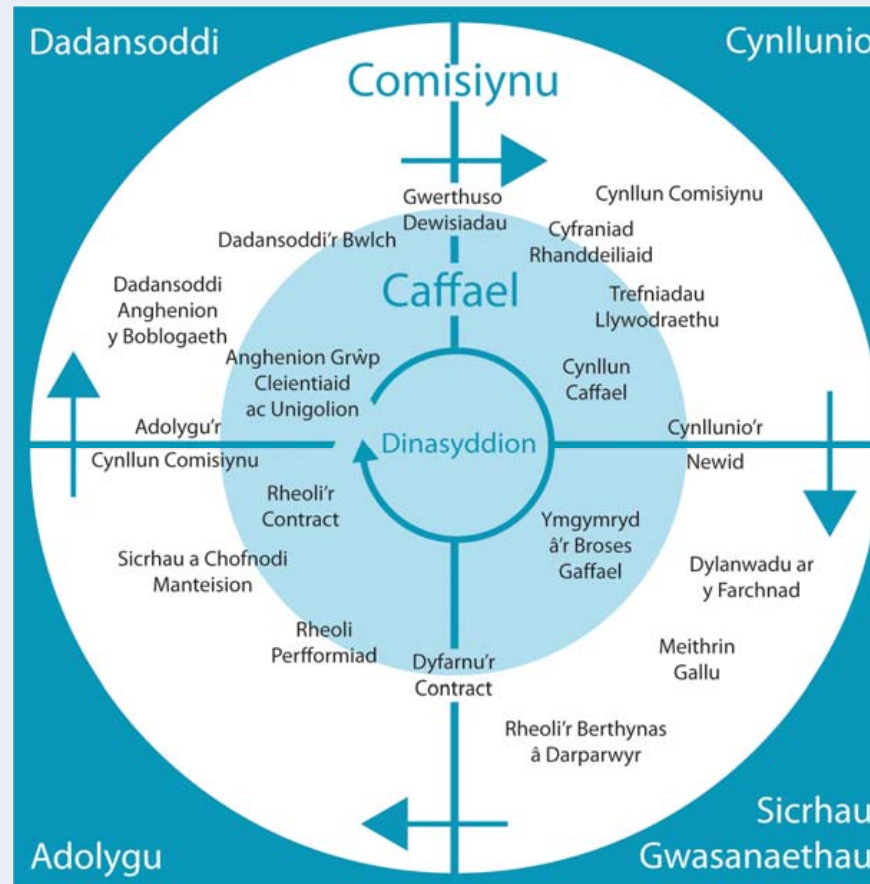 Dadansoddi
Cynllunio
Comisiynu
Gwerthuso
Dewisiadau
Cynllun Comisiynu
Cyfraniad
Rhanddeiliaid
Dadansoddi'r Bwlch
Dadansoddi
Anghenion
y Boblogaeth
Caffael
Trefniadau
Llywodraethu
Anghenion Grŵp
Cleientiaid
ac Unigolion
Cynllun
Caffael
Adolygu'r
Cynllun Comisiynu
Dinasyddion
Cynllunio'r
Newid
Rheoli'r
Contract
Ymgymryd
â'r Broses
Gaffael
Sicrhau a Chofnodi
Manteision
Dylanwadu ar
y Farchnad
Rheoli
Perfformiad
Dyfarnu'r
Contract
Meithrin
Gallu
Rheoli'r Berthynas
â Darparwyr
Adolygu
Sicrhau
Gwasanaethau